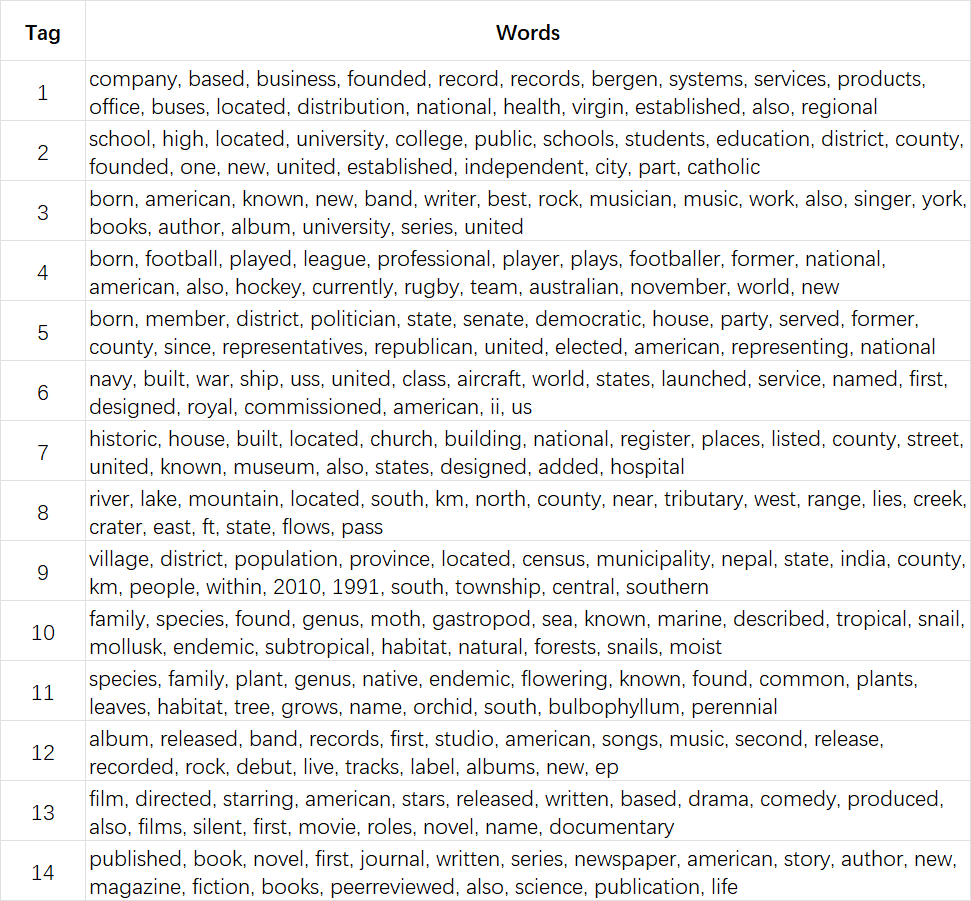 Tag Words
1 company, based, business, founded, record, records, bergen, systems, services, products,
office, buses, located, distribution, national, health, virgin, established, also, regional
2 school, high, located, university, college, public, schools, students, education, district, county,
founded, one, new, united, established, independent, city, part, catholic
3 born, american, known, new, band, writer, best, rock, musician, music, work, also, singer, york,
books, author, album, university, series, united
4 born, football, played, league, professional, player, plays, footballer, former, national,
american, also, hockey, currently, rugby, team, australian, november, world, new
5 born, member, district, politician, state, senate, democratic, house, party, served, former,
county, since, representatives, republican, united, elected, american, representing, national
6 navy, built, war, ship, uss, united, class, aircraft, world, states, launched, service, named, first,
designed, royal, commissioned, american, ii, us
7 historic, house, built, located, church, building, national, register, places, listed, county, street,
united, known, museum, also, states, designed, added, hospital
8 river, lake, mountain, located, south, km, north, county, near, tributary, west, range, lies, creek,
crater, east, ft, state, flows, pass
9 village, district, population, province, located, census, municipality, nepal, state, india, county,
km, people, within, 2010, 1991, south, township, central, southern
10 family, species, found, genus, moth, gastropod, sea, known, marine, described, tropical, snail,
mollusk, endemic, subtropical, habitat, natural, forests, snails, moist
11 species, family, plant, genus, native, endemic, flowering, known, found, common, plants,
leaves, habitat, tree, grows, name, orchid, south, bulbophyllum, perennial
12 album, released, band, records, first, studio, american, songs, music, second, release,
recorded, rock, debut, live, tracks, label, albums, new, ep
13 film, directed, starring, american, stars, released, written, based, drama, comedy, produced,
also, films, silent, first, movie, roles, novel, name, documentary
14 published, book, novel, first, journal, written, series, newspaper, american, story, author, new,
magazine, fiction, books, peerreviewed, also, science, publication, life